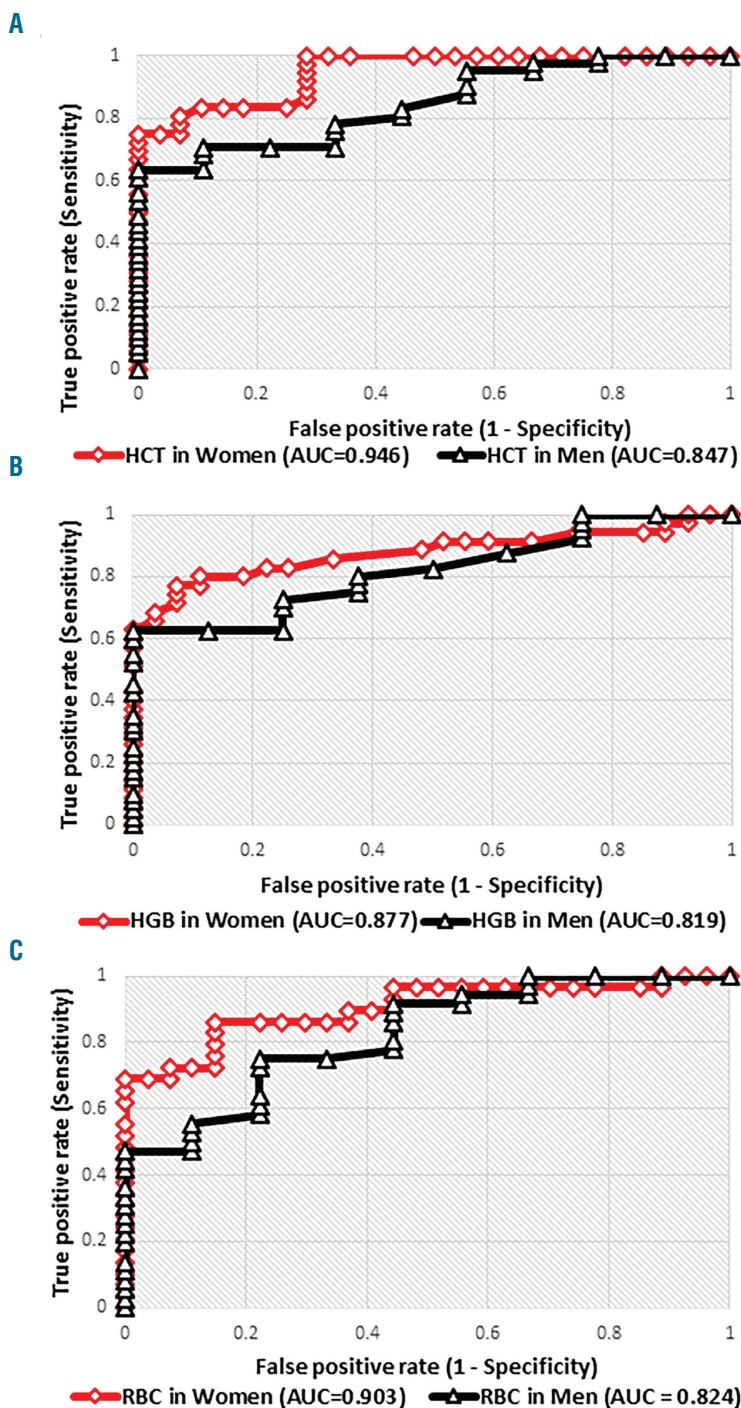 A
True positive rate (Sensitivity)
1
0.8
0.6
0.4
0.2
0
0 0.2 0.4 0.6 0.8 1
False positive rate (1 - Specificity)
HCT in Women (AUC=0.946) HCT in Men (AUC=0.847)
B
True positive rate (Sensitivity)
1
0.8
0.6
0.4
0.2
0
0 0.2 0.4 0.6 0.8 1
False positive rate (1 - Specificity)
HGB in Women (AUC=0.877) HGB in Men (AUC=0.819)
C
True positive rate (Sensitivity)
1
0.8
0.6
0.4
0.2
0
0 0.2 0.4 0.6 0.8 1
False positive rate (1 - Specificity)
RBC in Women (AUC=0.903) RBC in Men (AUC = 0.824)